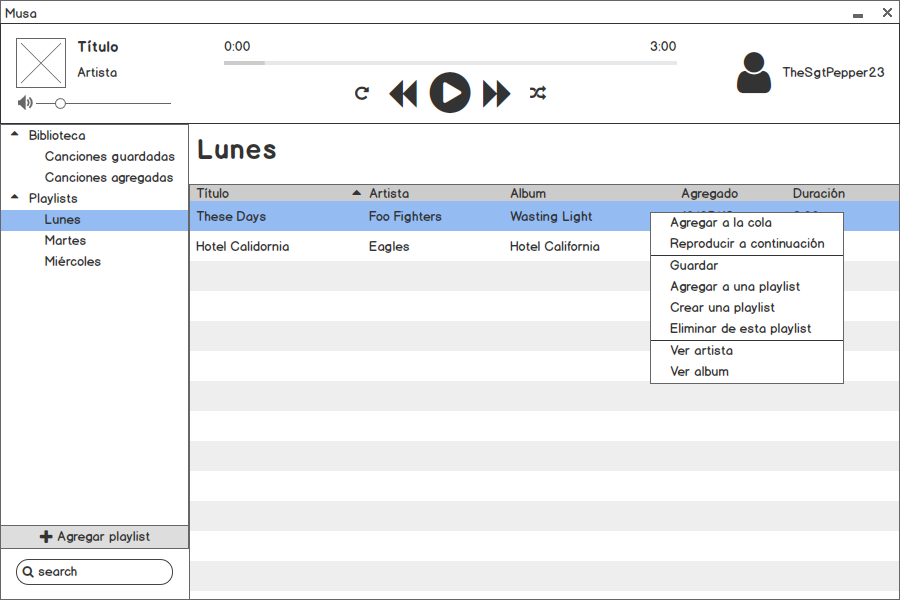 Musa
Título
Artista
0:00
3:00
TheSgtPepper23
Biblioteca
Canciones guardadas
Canciones agregadas
Playlists
Lunes
Martes
Miércoles
Agregar playlist
search
Lunes
Título Artista Album Agregado Duración
These Days Foo Fighters Wasting Light
Hotel Calidornia Eagles Hotel California
Agregar a la cola
Reproducir a continuación
Guardar
Agregar a una playlist
Crear una playlist
Eliminar de esta playlist
Ver artista
Ver album